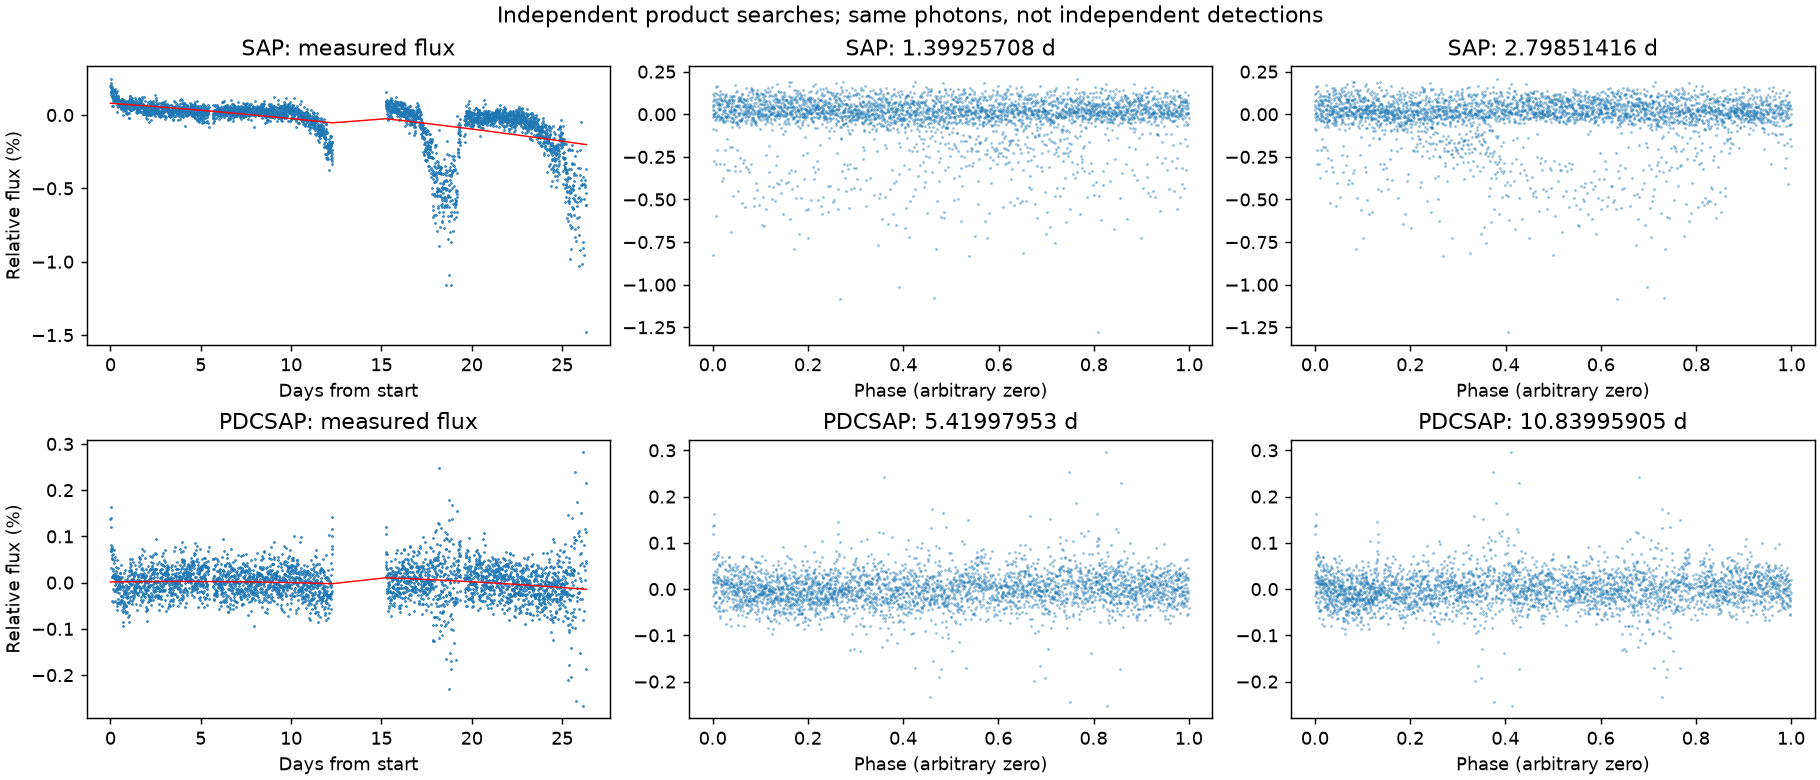 Independent product searches; same photons, not independent detections
SAP: measured flux
SAP: 1.39925708 d
SAP: 2.79851416 d
Relative flux (%)
0.0
−0.5
−1.0
−1.5
0 5 10 15 20 25
Days from start
0.25
0.00
−0.25
−0.50
−0.75
−1.00
−1.25
0.0 0.2 0.4 0.6 0.8 1.0
Phase (arbitrary zero)
0.25
0.00
−0.25
−0.50
−0.75
−1.00
−1.25
0.0 0.2 0.4 0.6 0.8 1.0
Phase (arbitrary zero)
PDCSAP: measured flux
PDCSAP: 5.41997953 d
PDCSAP: 10.83995905 d
Relative flux (%)
0.3
0.2
0.1
0.0
−0.1
−0.2
0 5 10 15 20 25
Days from start
0.3
0.2
0.1
0.0
−0.1
−0.2
0.0 0.2 0.4 0.6 0.8 1.0
Phase (arbitrary zero)
0.3
0.2
0.1
0.0
−0.1
−0.2
0.0 0.2 0.4 0.6 0.8 1.0
Phase (arbitrary zero)